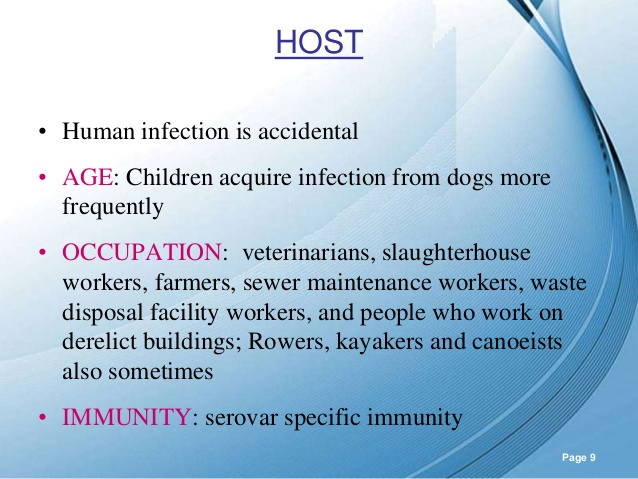 HOST
• Human infection is accidental
• AGE: Children acquire infection from dogs more
frequently
• OCCUPATION: veterinarians, slaughterhouse
workers, farmers, sewer maintenance workers, waste
disposal facility workers, and people who work on
derelict buildings; Rowers, kayakers and canoeists
also sometimes
• IMMUNITY: serovar specific immunity
Page 9